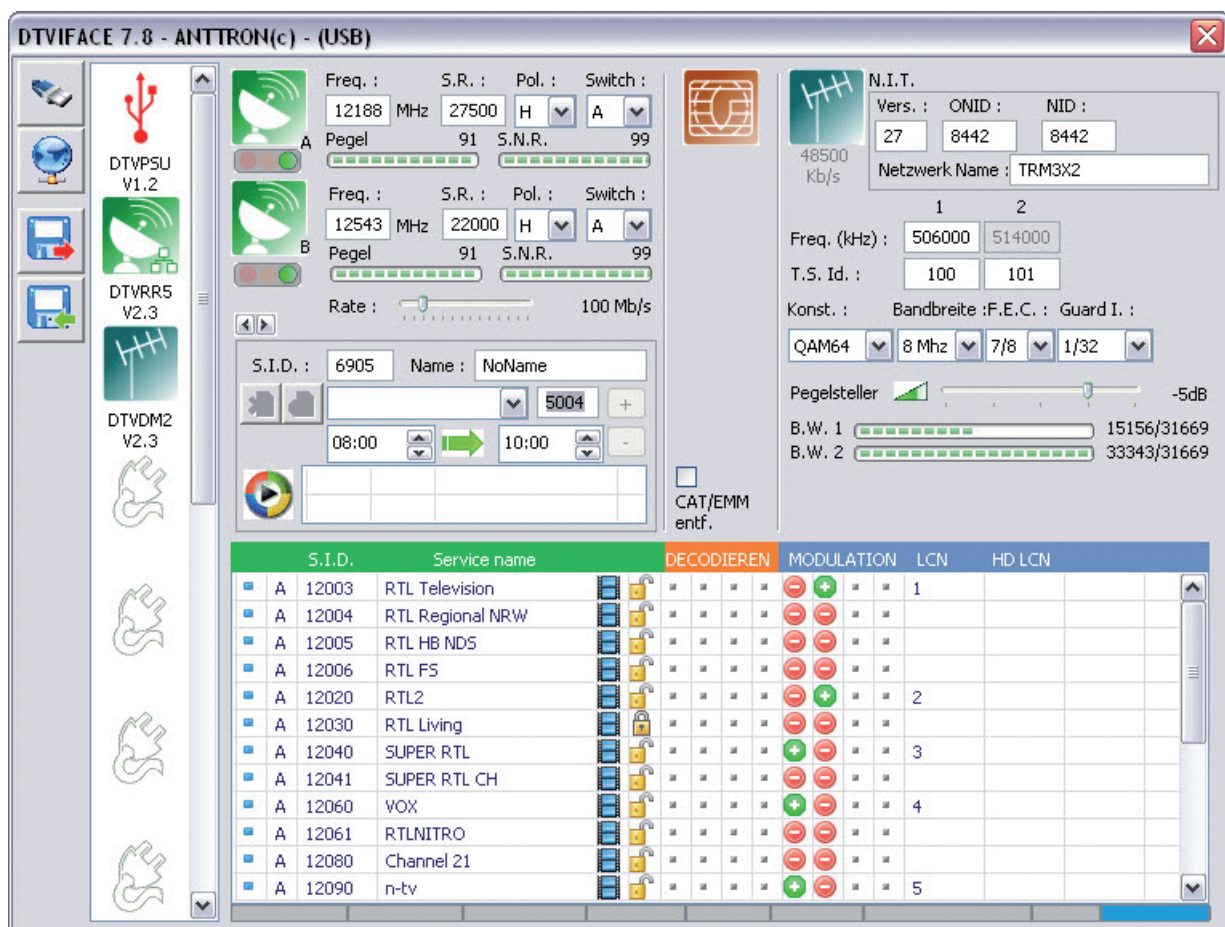 DTVIFACE 7.8 - ANTTRON(c) - (USB)
DTVPSU
V1.2
DTVRR5
V2.3
DTVDM2
V2.3
Freq. : S.R. : Pol. : Switch :
12188 MHz 27500 H A
A Pegel 91 S.N.R. 99
Freq. : S.R. : Pol. : Switch :
12543 MHz 22000 H A
B Pegel 91 S.N.R. 99
Rate : 100 Mb/s
S.I.D. : 6905 Name : NoName
5004 +
08:00 10:00 -
CAT/EMM
entf.
48500
Kb/s
N.I.T.
Vers. : ONID : NID :
27 8442 8442
Netzwerk Name : TRM3X2
1 2
Freq. (kHz) : 506000 514000
T.S. Id. : 100 101
Konst. : Bandbreite :F.E.C. : Guard I. :
QAM64 8 Mhz 7/8 1/32
Pegelsteller -5dB
B.W. 1 15156/31669
B.W. 2 33343/31669
S.I.D. Service name DECODIEREN MODULATION LCN HD LCN
A 12003 RTL Television 1
A 12004 RTL Regional NRW
A 12005 RTL HB NDS
A 12006 RTL FS
A 12020 RTL2 2
A 12030 RTL Living
A 12040 SUPER RTL 3
A 12041 SUPER RTL CH
A 12060 VOX 4
A 12061 RTLNITRO
A 12080 Channel 21
A 12090 n-tv 5